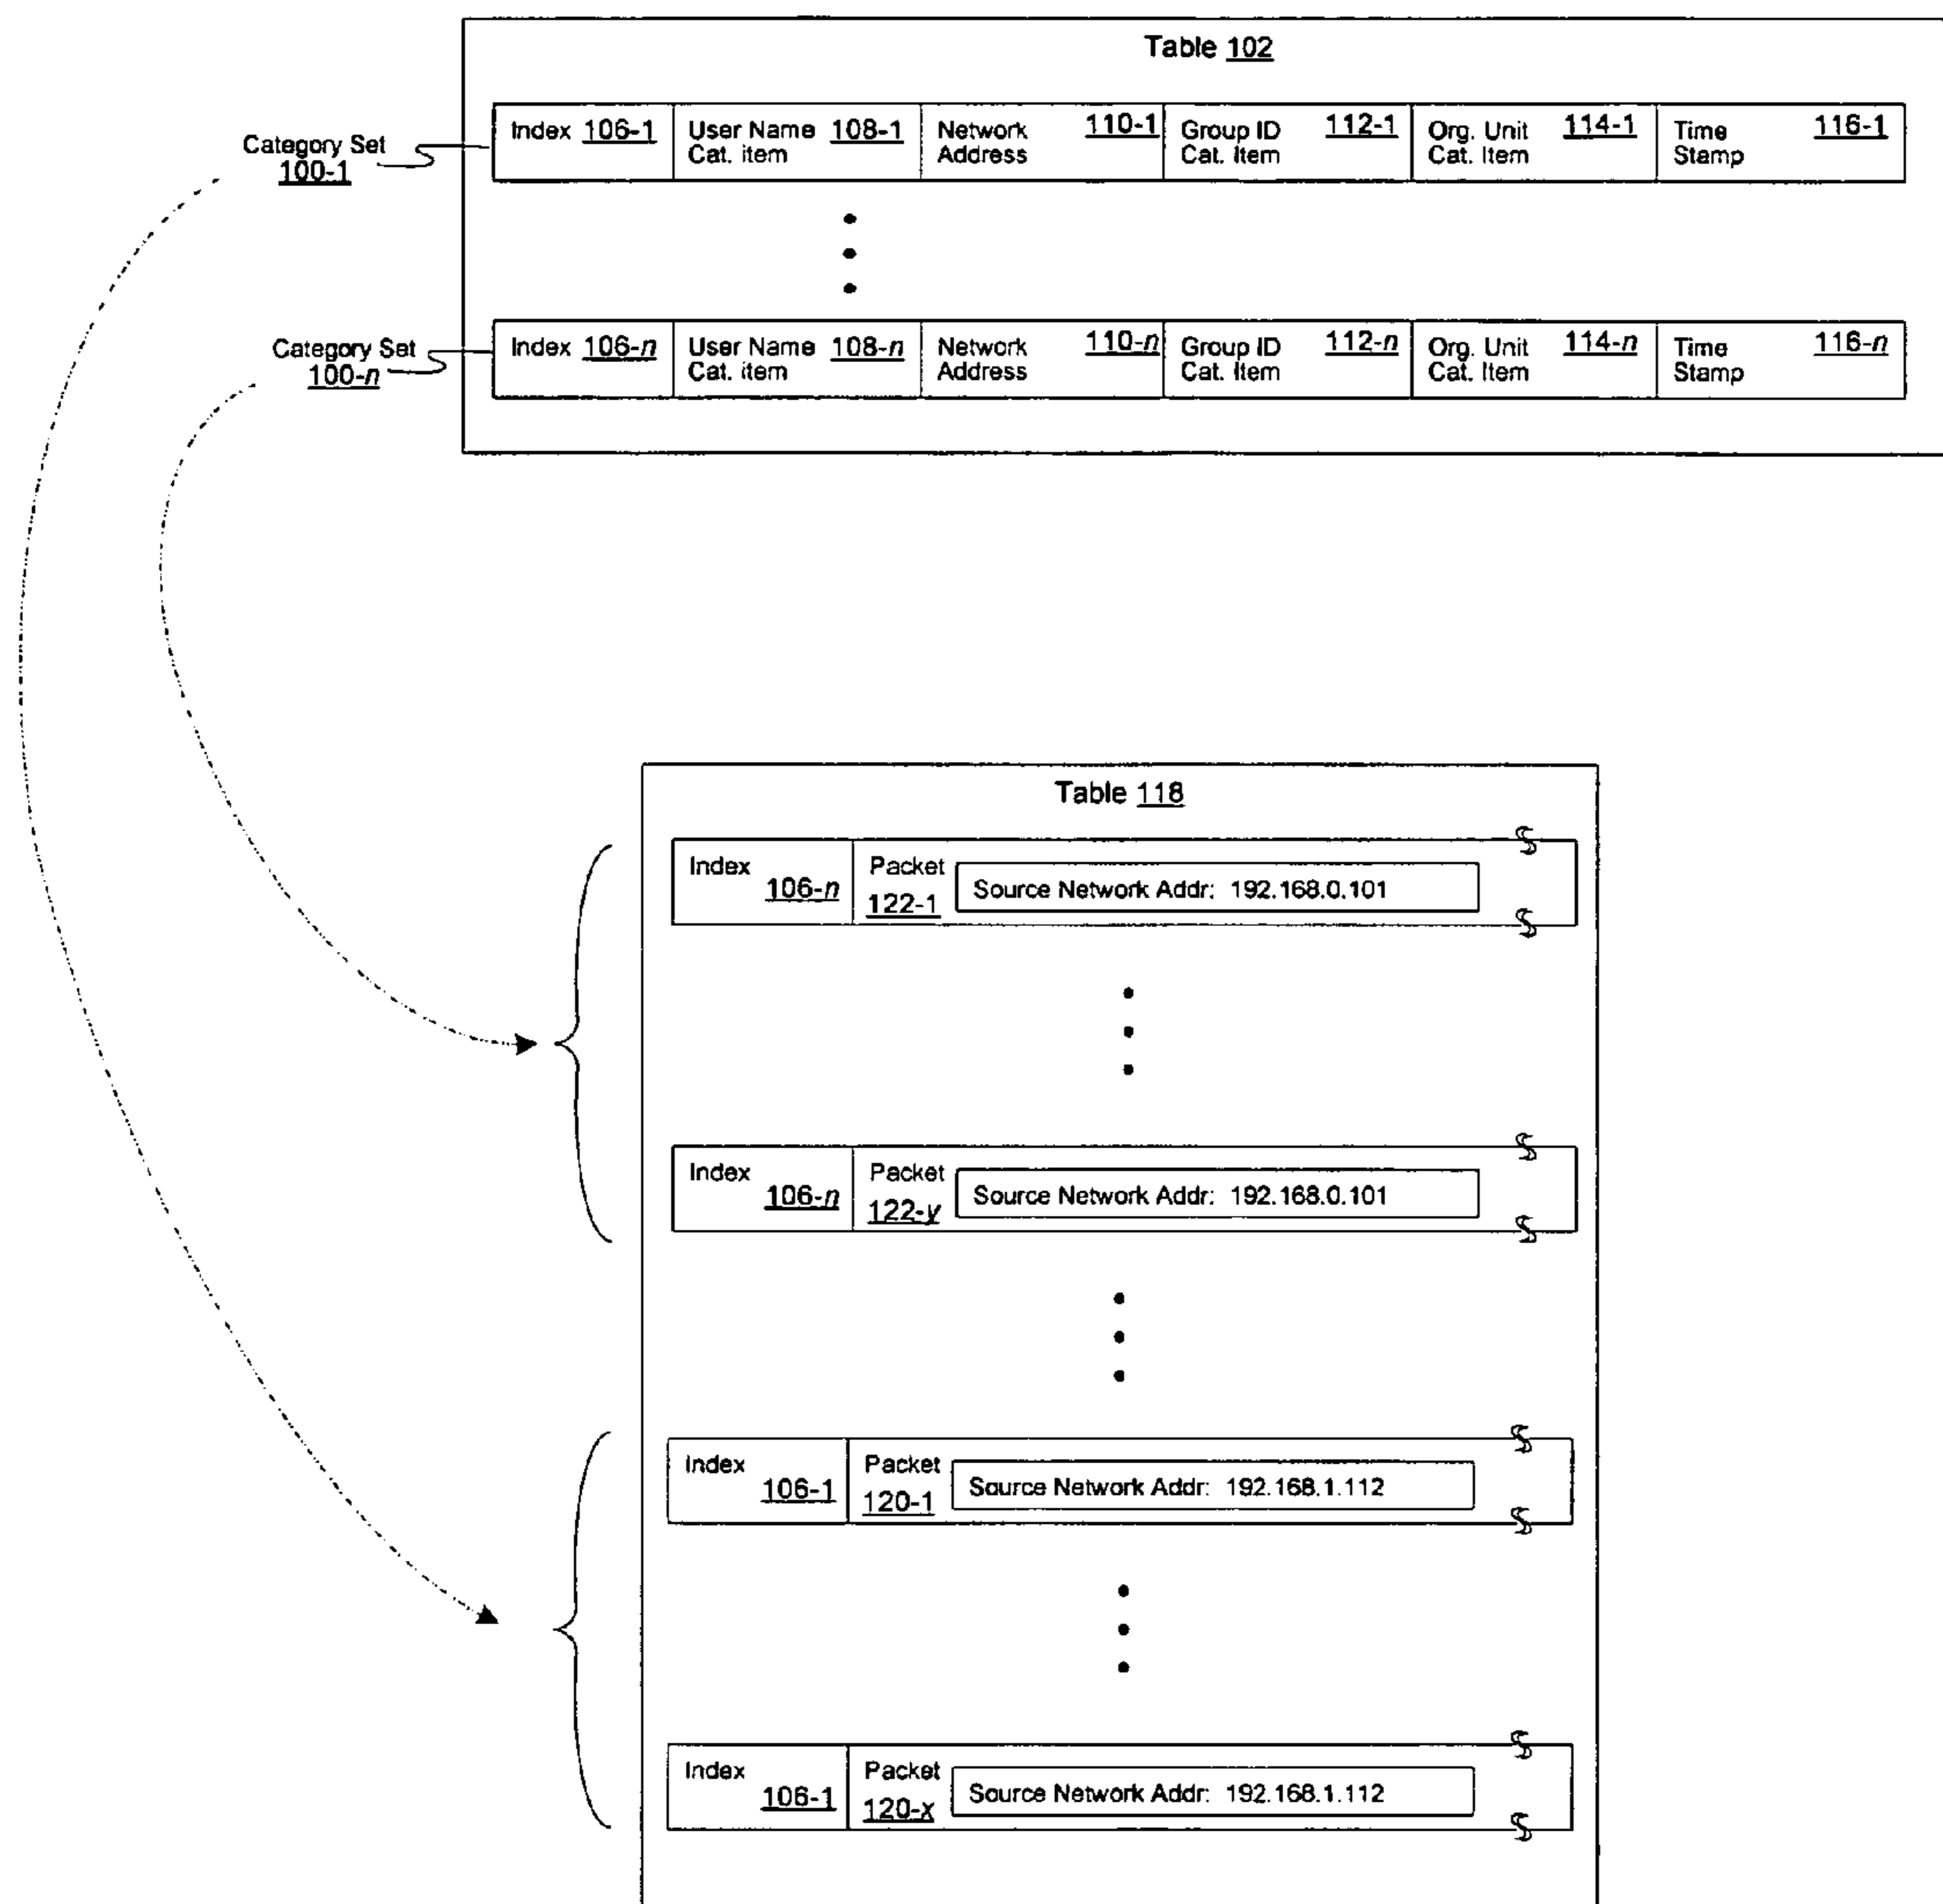 Table 102
Category Set
100-1
Index 106-1
User Name 108-1
Cat. item
Network 110-1
Address
Group ID 112-1
Cat. Item
Org. Unit 114-1
Cat. Item
Time 116-1
Stamp
Category Set
100-n
Index 106-n
User Name 108-n
Cat. item
Network 110-n
Address
Group ID 112-n
Cat. Item
Org. Unit 114-n
Cat. Item
Time 116-n
Stamp
Table 118
Index
106-n
Packet
122-1
Source Network Addr: 192.168.0.101
Index
106-n
Packet
122-y
Source Network Addr: 192.168.0.101
Index
106-1
Packet
120-1
Source Network Addr: 192.168.1.112
Index
106-1
Packet
120-x
Source Network Addr: 192.168.1.112